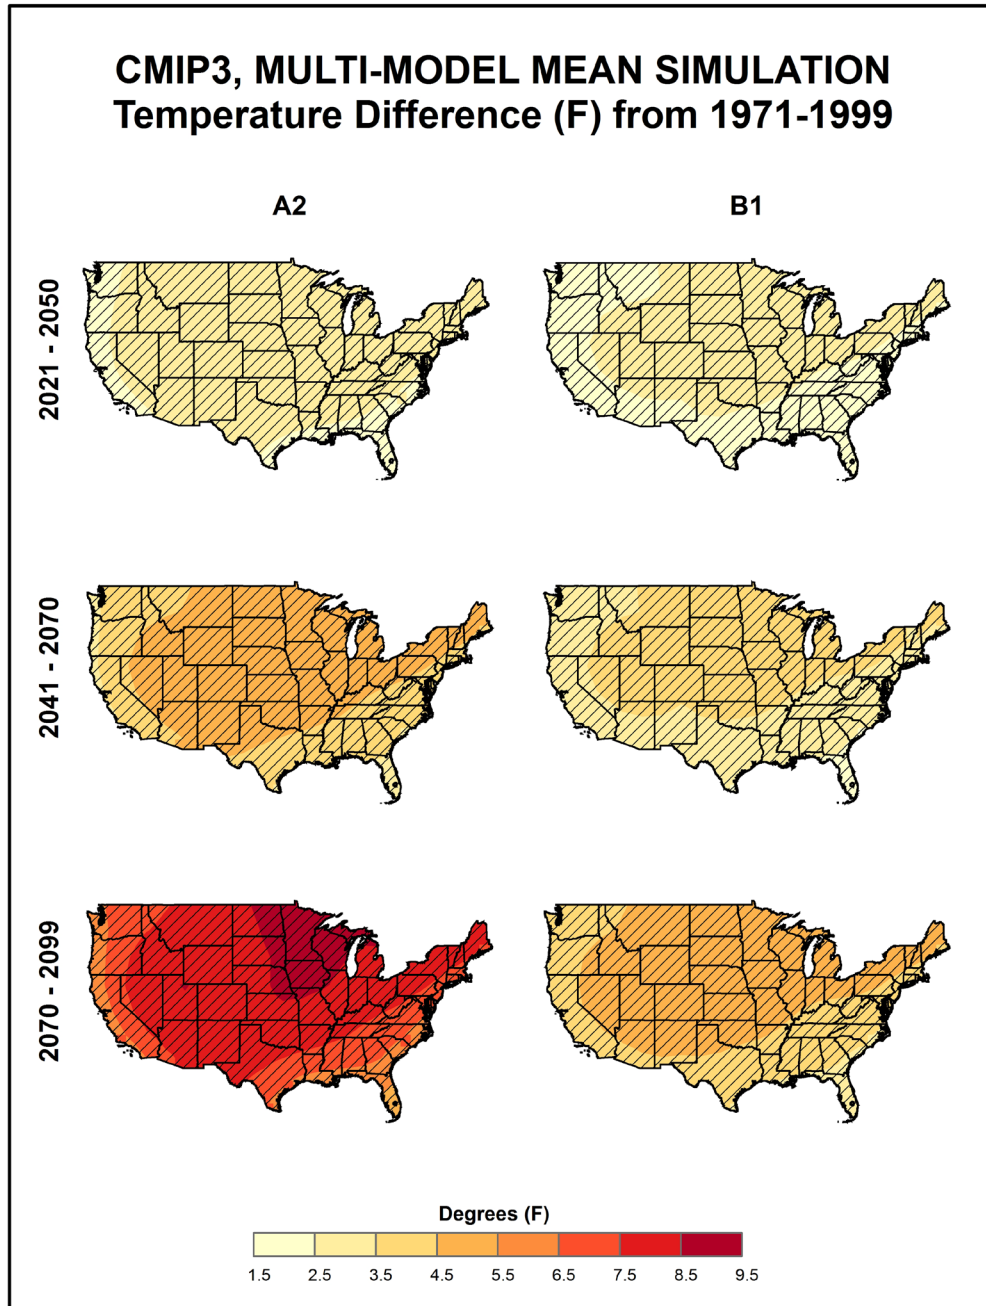 CMIP3, MULTI-MODEL MEAN SIMULATION
Temperature Difference (F) from 1971-1999
A2
B1
2021 - 2050
2041 - 2070
2070 - 2099
Degrees (F)
1.5 2.5 3.5 4.5 5.5 6.5 7.5 8.5 9.5